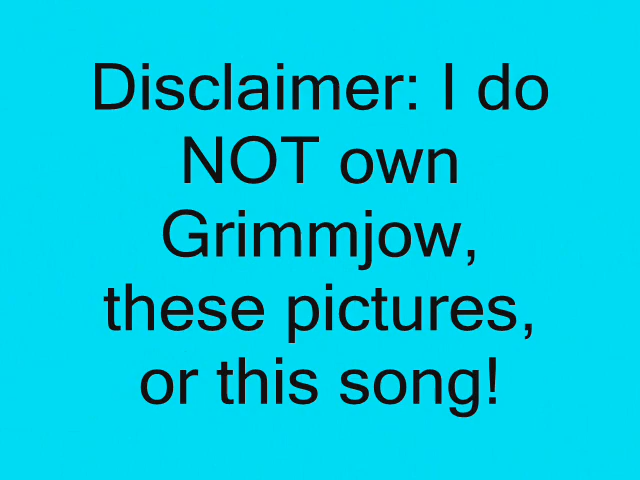 Disclaimer: I do
NOT own
Grimmjow,
these pictures,
or this song!